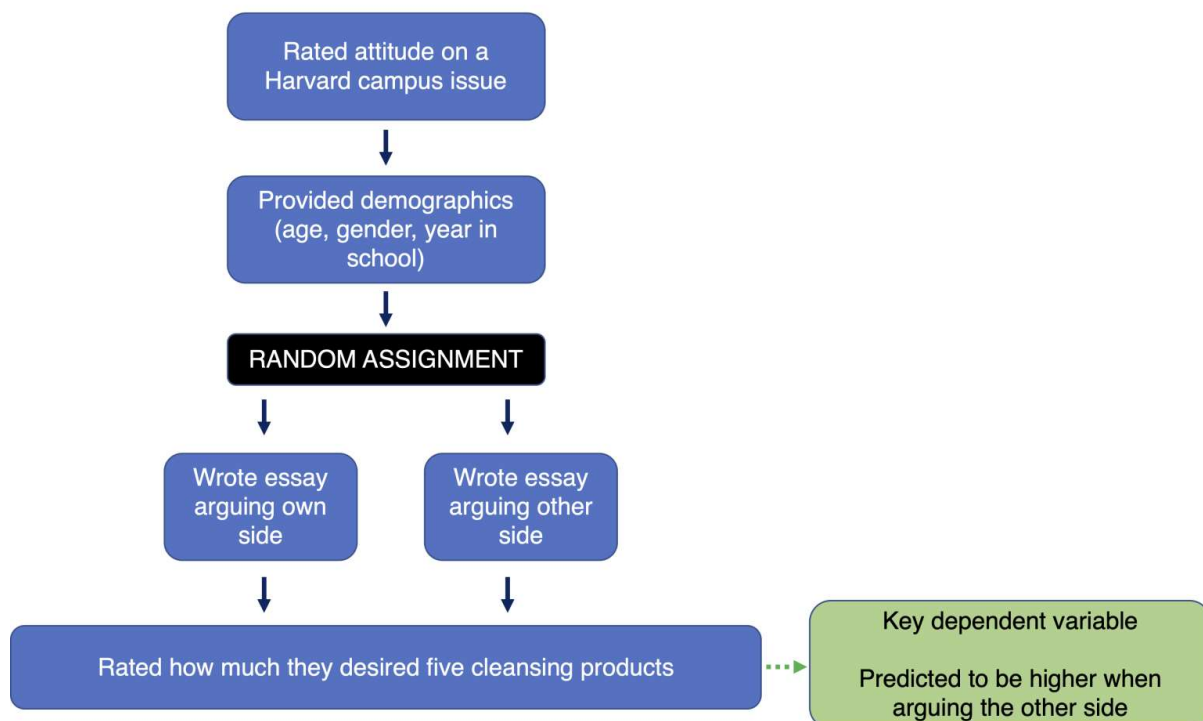 Rated attitude on a
Harvard campus issue
Provided demographics
(age, gender, year in
school)
RANDOM ASSIGNMENT
Wrote essay
arguing own
side
Wrote essay
arguing other
side
Rated how much they desired five cleansing products
Key dependent variable
Predicted to be higher when
arguing the other side